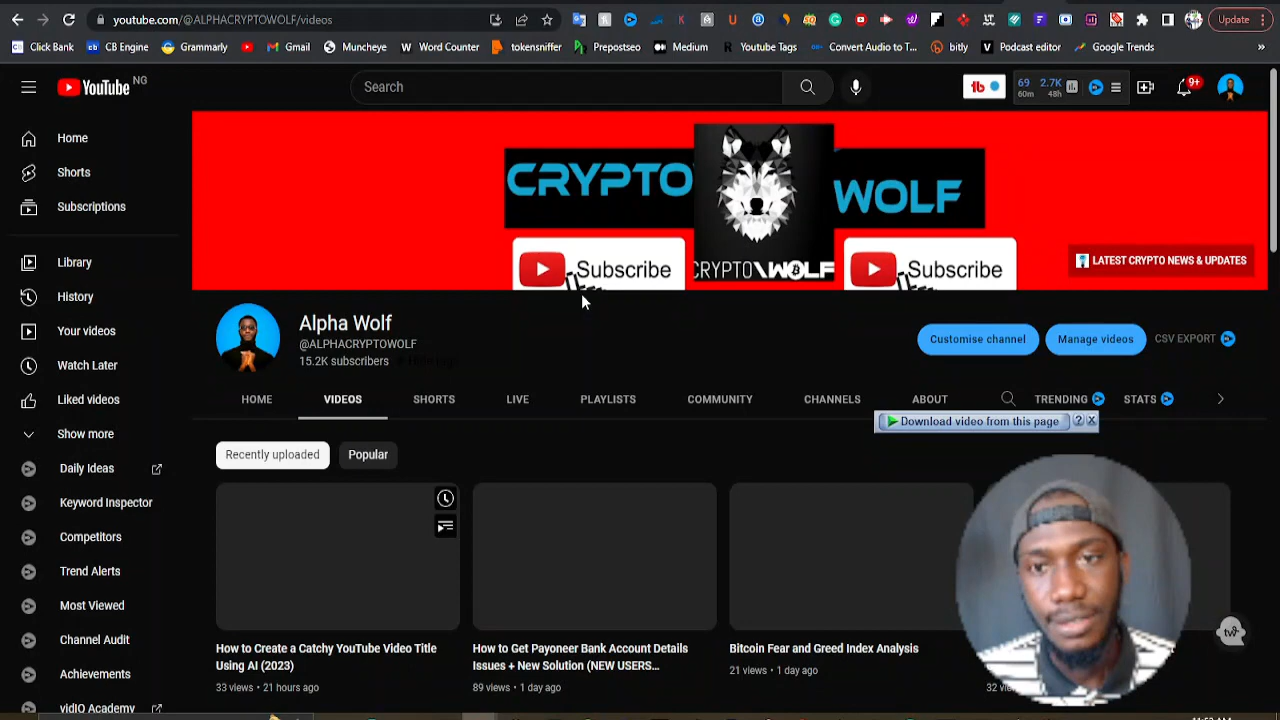 youtube.com/@ALPHACRYPTOWOLF/videos
Update
Click Bank
CB Engine
Grammarly
Gmail
Muncheye
Word Counter
tokensniffer
Prepostseo
Medium
Youtube Tags
Convert Audio to T...
bitly
Podcast editor
Google Trends
YouTube NG
Search
tb
69
60m
2.7K
48h
9+
Home
Shorts
Subscriptions
Library
History
Your videos
Watch Later
Liked videos
Show more
Daily Ideas
Keyword Inspector
Competitors
Trend Alerts
Most Viewed
Channel Audit
Achievements
vidIQ Academy
CRYPTO
WOLF
CRYPTO\WOLF
Subscribe
Subscribe
LATEST CRYPTO NEWS & UPDATES
Alpha Wolf
@ALPHACRYPTOWOLF
15.2K subscribers
Customise channel
Manage videos
CSV EXPORT
HOME
VIDEOS
SHORTS
LIVE
PLAYLISTS
COMMUNITY
CHANNELS
ABOUT
TRENDING
STATS
Download video from this page
? X
Recently uploaded
Popular
How to Create a Catchy YouTube Video Title
Using AI (2023)
33 views • 21 hours ago
How to Get Payoneer Bank Account Details
Issues + New Solution (NEW USERS...
89 views • 1 day ago
Bitcoin Fear and Greed Index Analysis
21 views • 1 day ago
32